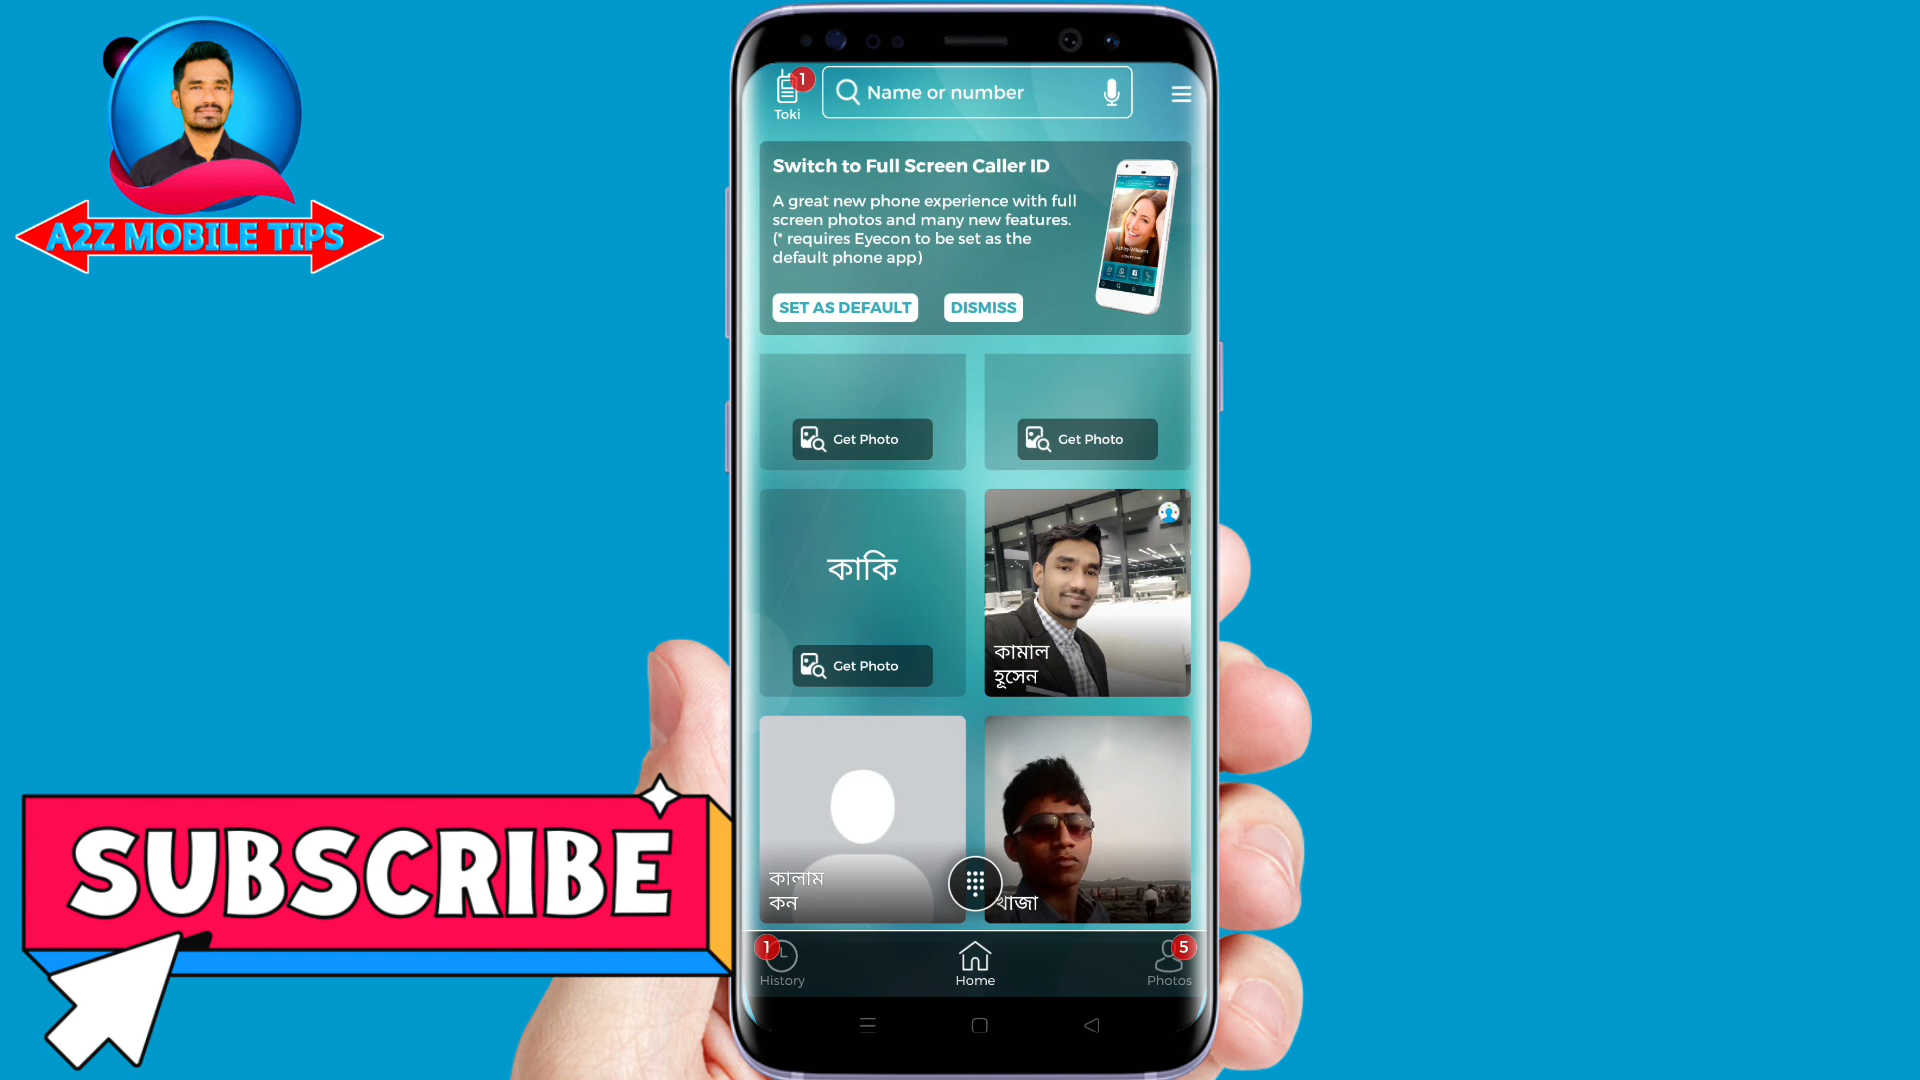 A2Z MOBILE TIPS
1
Toki
Name or number
Switch to Full Screen Caller ID
A great new phone experience with full
screen photos and many new features.
(* requires Eyecon to be set as the
default phone app)
SET AS DEFAULT
DISMISS
Get Photo
Get Photo
কাকি
Get Photo
কামাল
হূসেন
কালাম
কন
খাজা
SUBSCRIBE
1
History
Home
5
Photos